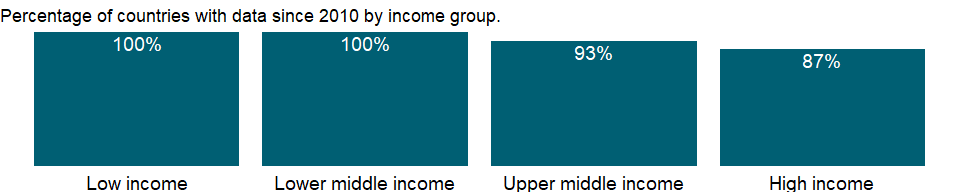 Percentage of countries with data since 2010 by income group.
100% 100% 93% 87%
Low income Lower middle income Upper middle income High income